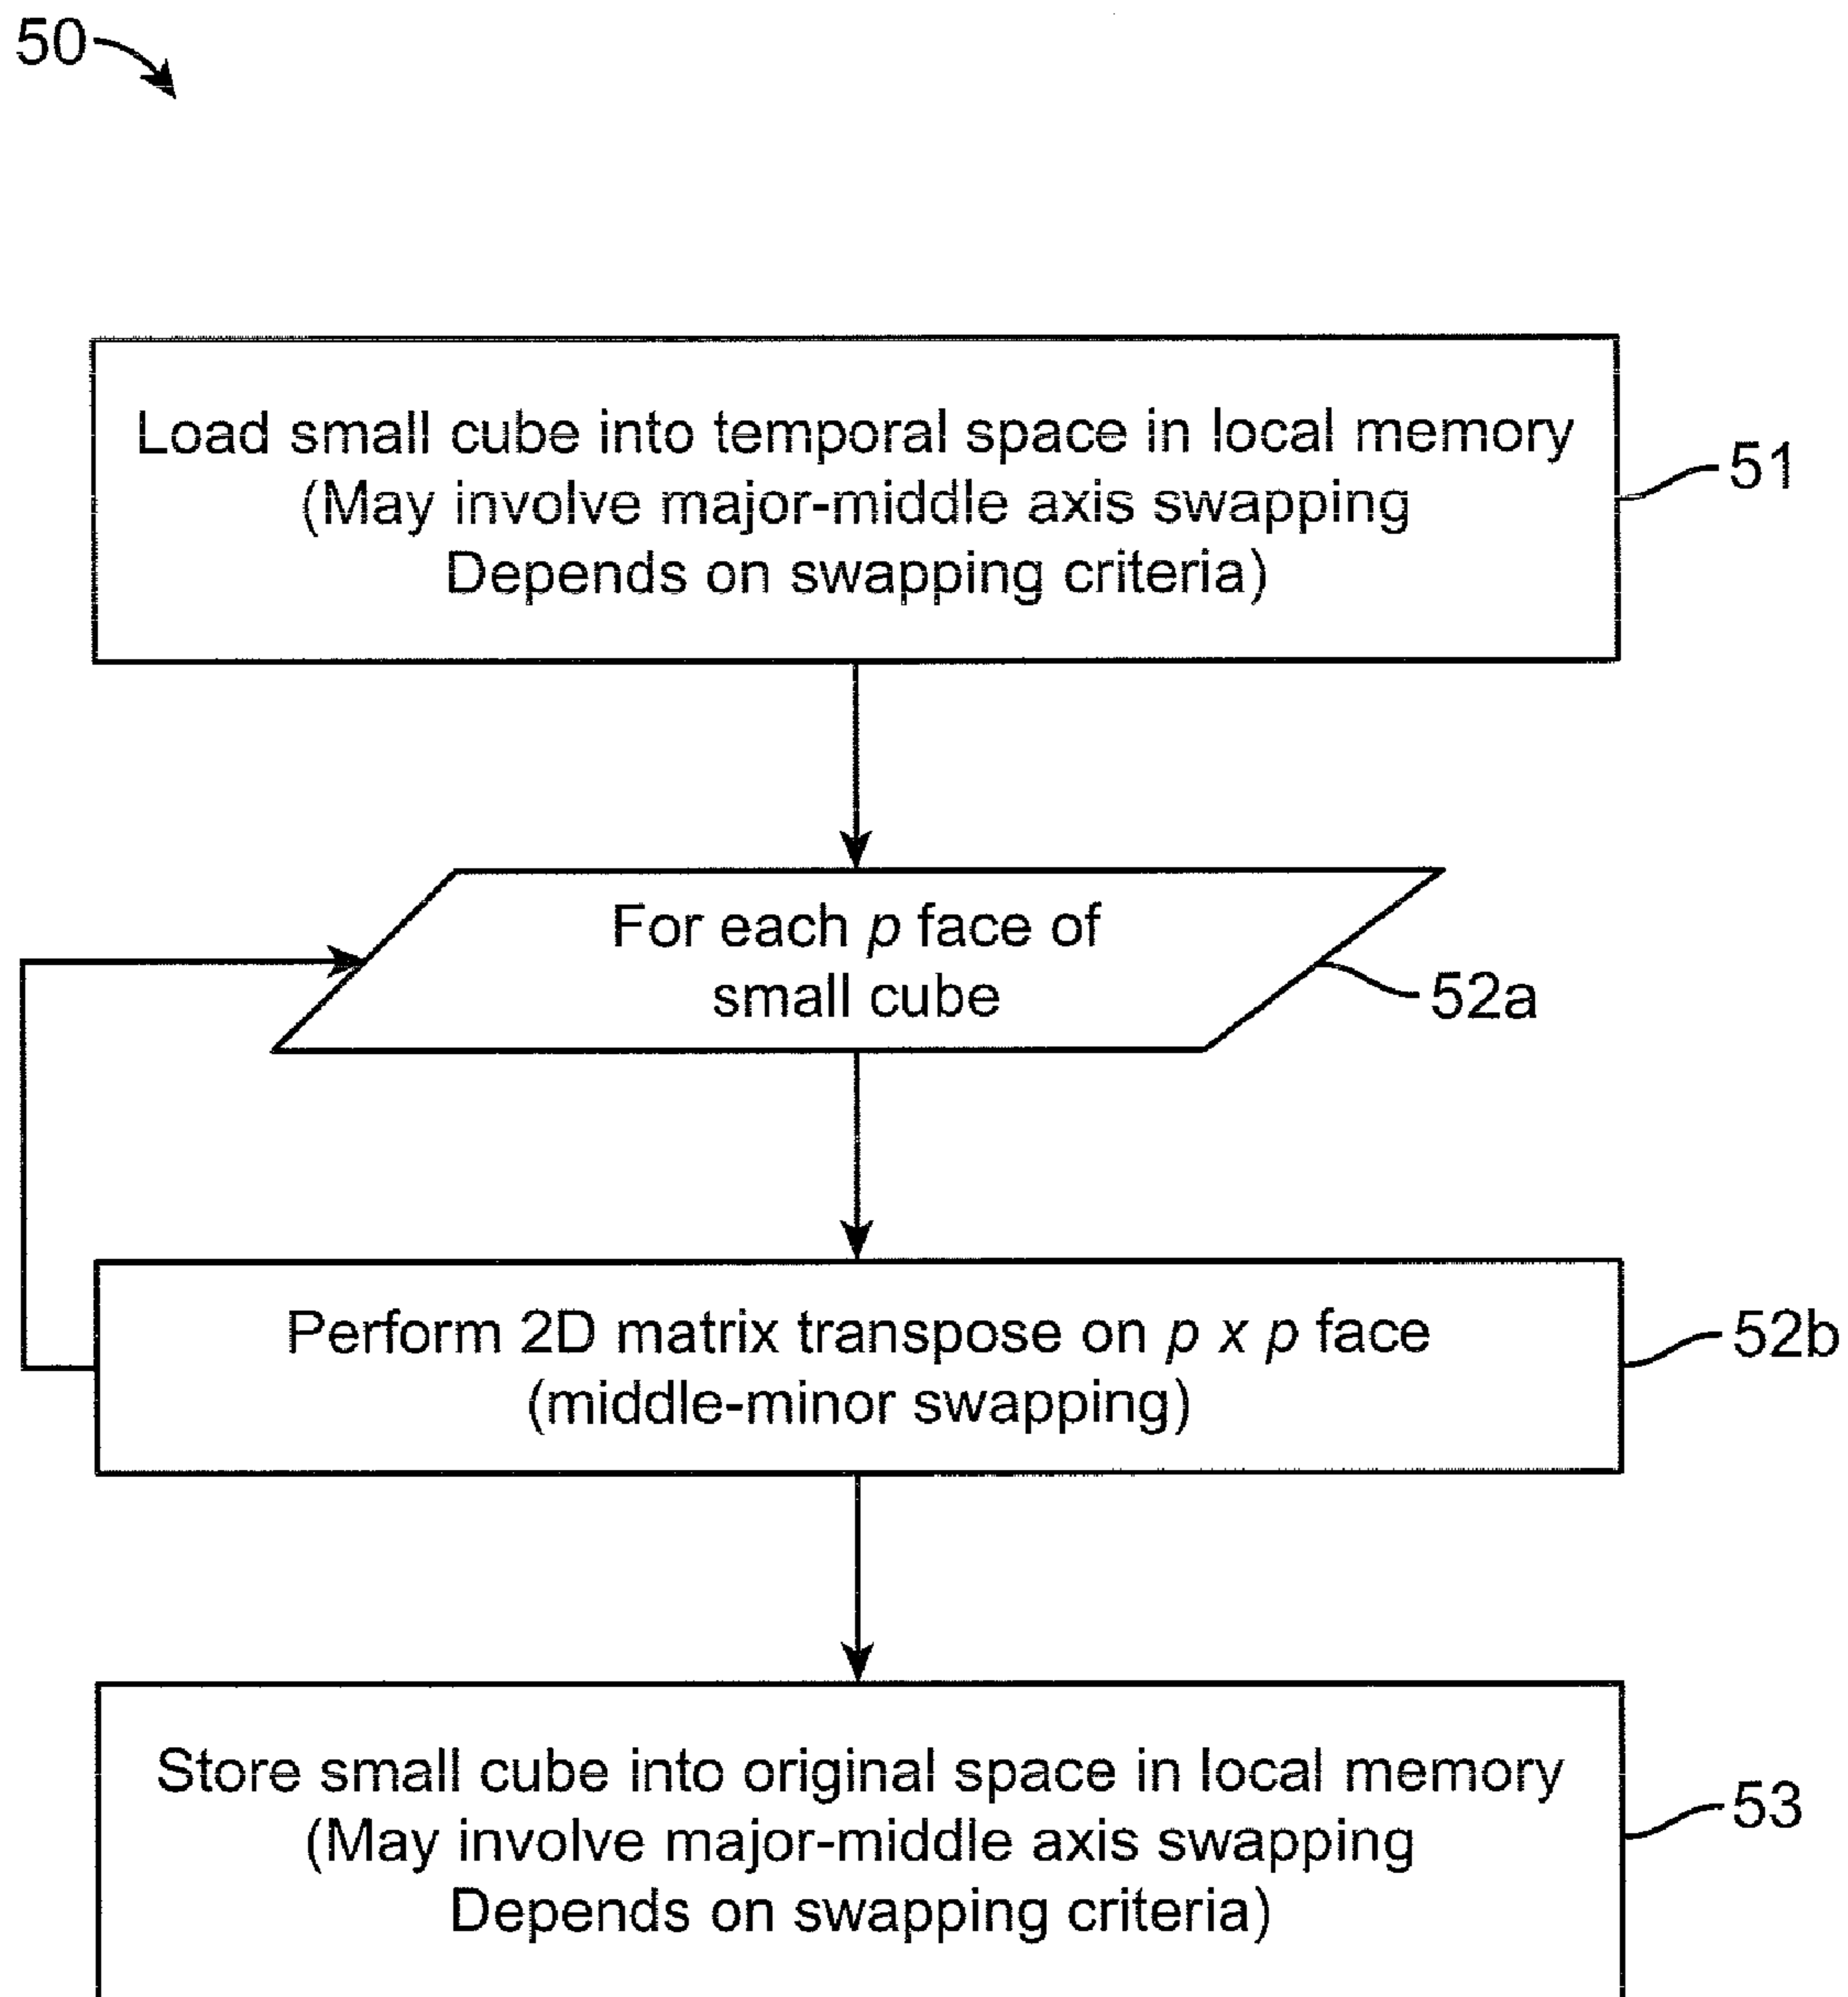 50
Load small cube into temporal space in local memory
(May involve major-middle axis swapping
Depends on swapping criteria)
51
For each p face of
small cube
52a
Perform 2D matrix transpose on p x p face
(middle-minor swapping)
52b
Store small cube into original space in local memory
(May involve major-middle axis swapping
Depends on swapping criteria)
53